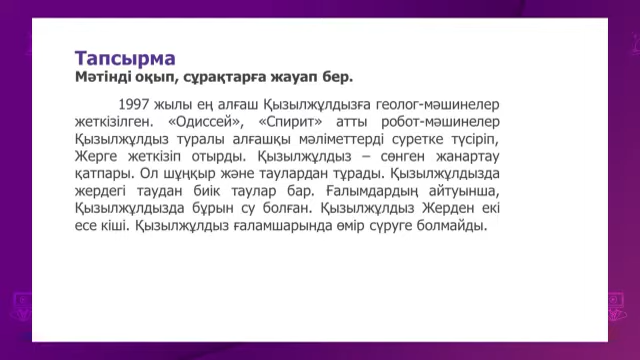 Тапсырма
Мәтінді оқып, сұрақтарға жауап бер.
1997 жылы ең алғаш Қызылжұлдызға геолог-мәшинелер
жеткізілген. «Одиссей», «Спирит» атты робот-мәшинелер
Қызылжұлдыз туралы алғашқы мәліметтерді суретке түсіріп,
Жерге жеткізіп отырды. Қызылжұлдыз – сөнген жанартау
қатпары. Ол шұңқыр және таулардан тұрады. Қызылжұлдызда
жердегі таудан биік таулар бар. Ғалымдардың айтуынша,
Қызылжұлдызда бұрын су болған. Қызылжұлдыз Жерден екі
есе кіші. Қызылжұлдыз ғаламшарында өмір сүруге болмайды.